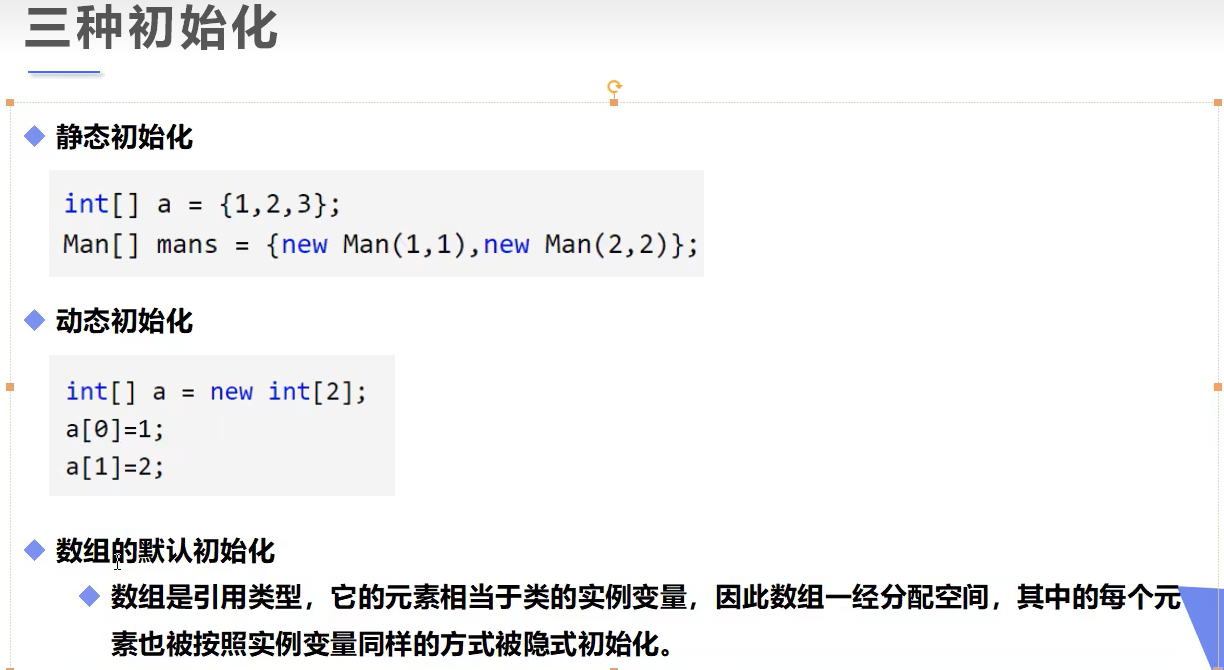 三种初始化
静态初始化
int[] a = {1,2,3};
Man[] mans = {new Man(1,1),new Man(2,2)};
动态初始化
int[] a = new int[2];
a[0]=1;
a[1]=2;
数组的默认初始化
数组是引用类型，它的元素相当于类的实例变量，因此数组一经分配空间，其中的每个元
素也被按照实例变量同样的方式被隐式初始化。